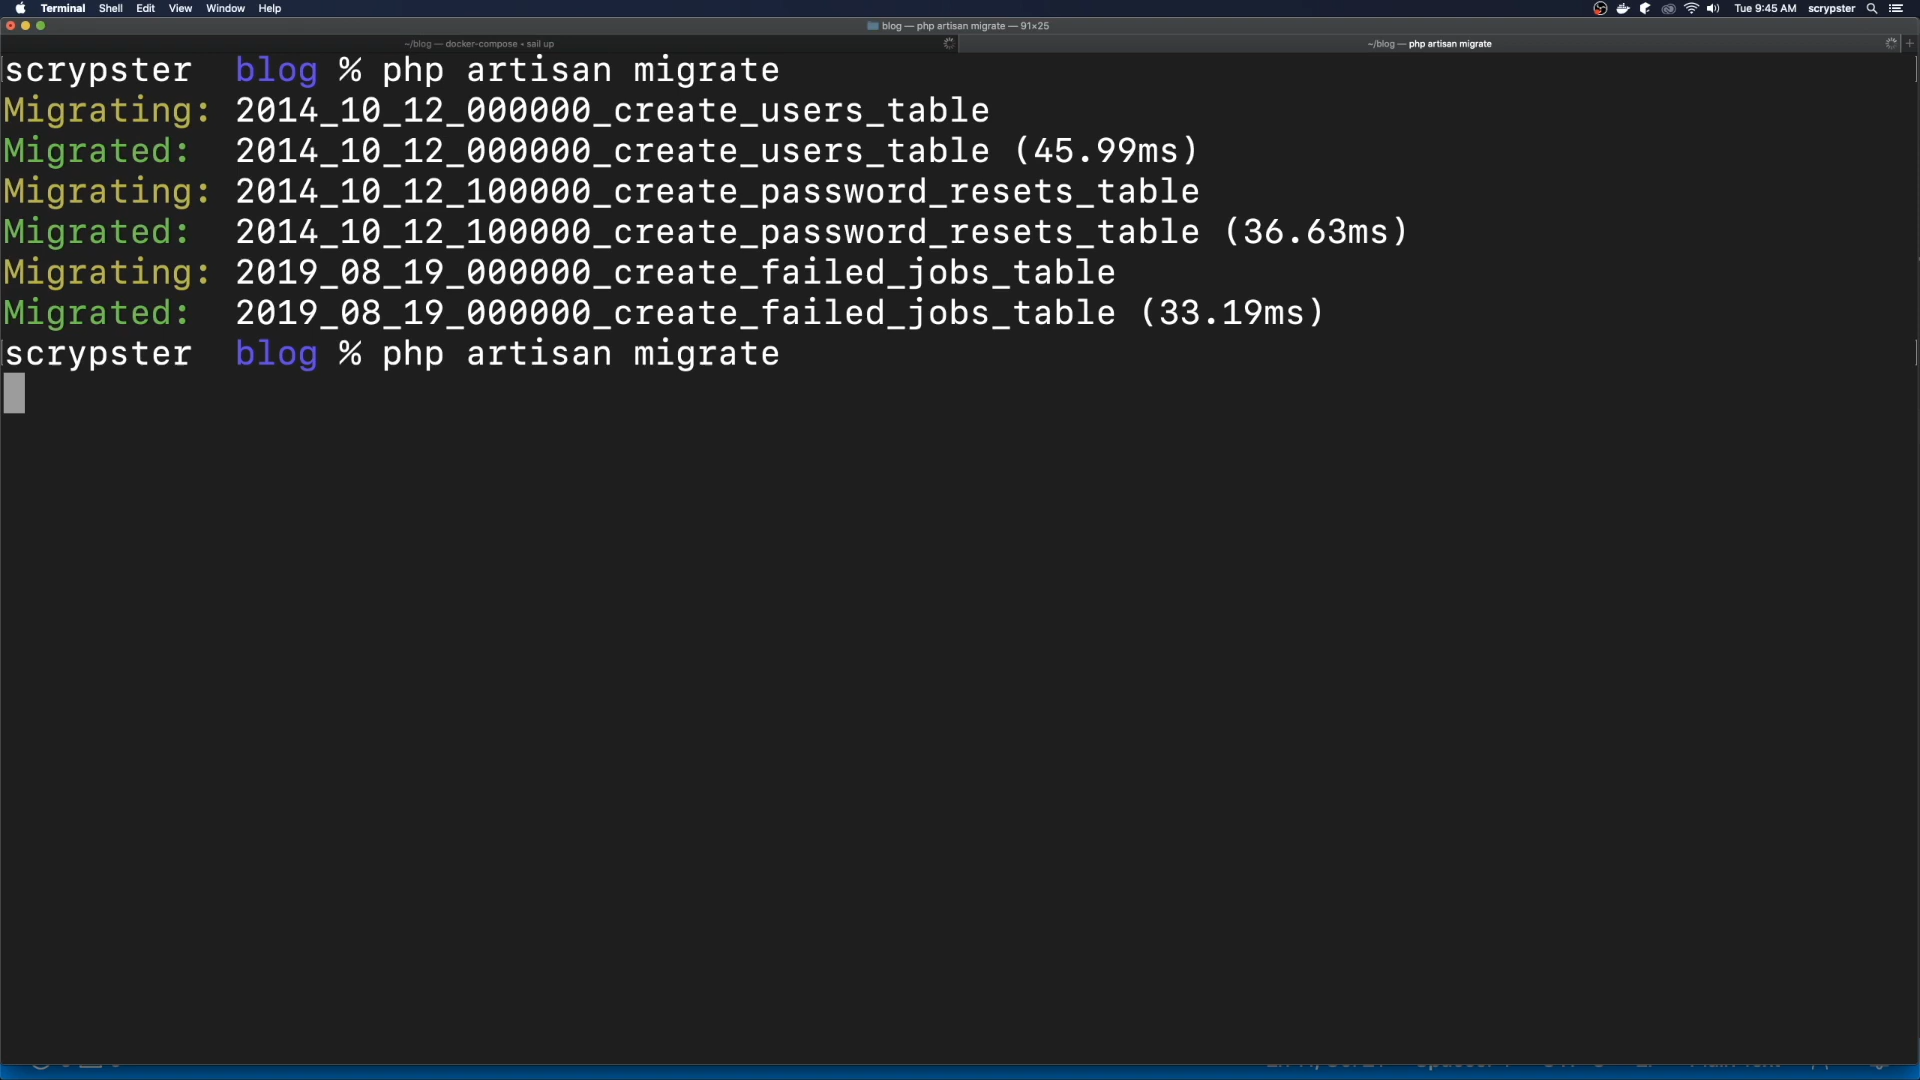 Terminal Shell Edit View Window Help Tue 9:45 AM scrypster
blog — php artisan migrate — 91×25
~/blog — docker-compose • sail up ~/blog — php artisan migrate
scrypster blog % php artisan migrate
Migrating: 2014_10_12_000000_create_users_table
Migrated: 2014_10_12_000000_create_users_table (45.99ms)
Migrating: 2014_10_12_100000_create_password_resets_table
Migrated: 2014_10_12_100000_create_password_resets_table (36.63ms)
Migrating: 2019_08_19_000000_create_failed_jobs_table
Migrated: 2019_08_19_000000_create_failed_jobs_table (33.19ms)
scrypster blog % php artisan migrate